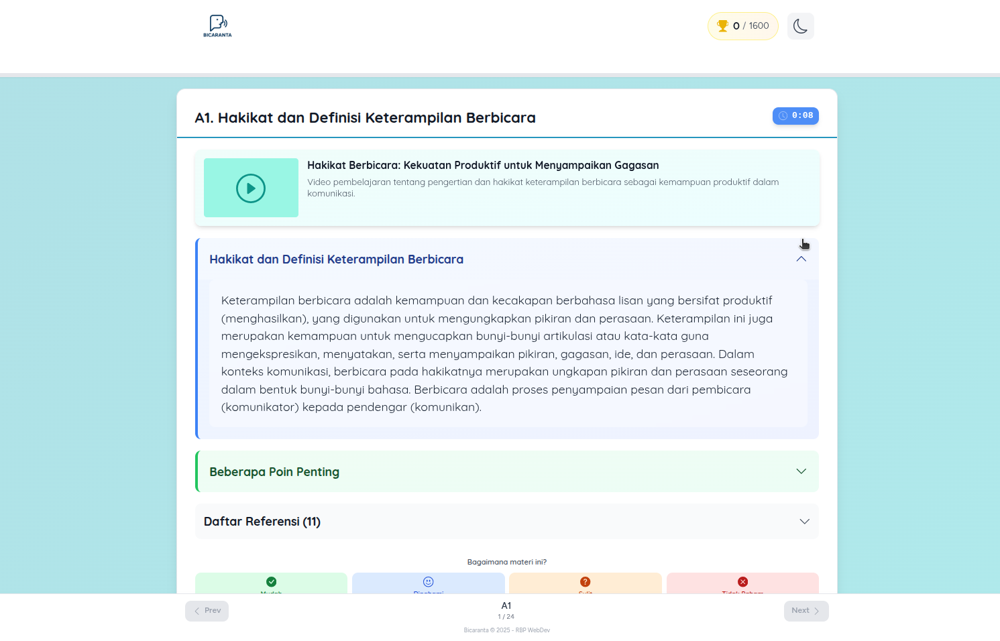 BICARANTA
0 / 1600
A1. Hakikat dan Definisi Keterampilan Berbicara
0:08
Hakikat Berbicara: Kekuatan Produktif untuk Menyampaikan Gagasan
Video pembelajaran tentang pengertian dan hakikat keterampilan berbicara sebagai kemampuan produktif dalam
komunikasi.
Hakikat dan Definisi Keterampilan Berbicara
Keterampilan berbicara adalah kemampuan dan kecakapan berbahasa lisan yang bersifat produktif
(menghasilkan), yang digunakan untuk mengungkapkan pikiran dan perasaan. Keterampilan ini juga
merupakan kemampuan untuk mengucapkan bunyi-bunyi artikulasi atau kata-kata guna
mengekspresikan, menyatakan, serta menyampaikan pikiran, gagasan, ide, dan perasaan. Dalam
konteks komunikasi, berbicara pada hakikatnya merupakan ungkapan pikiran dan perasaan seseorang
dalam bentuk bunyi-bunyi bahasa. Berbicara adalah proses penyampaian pesan dari pembicara
(komunikator) kepada pendengar (komunikan).
Beberapa Poin Penting
Daftar Referensi (11)
Bagaimana materi ini?
Mudah
Dipahami
Sulit
Tidak Paham
Prev
A1
1 / 24
Next
Bicaranta © 2025 - RBP WebDev